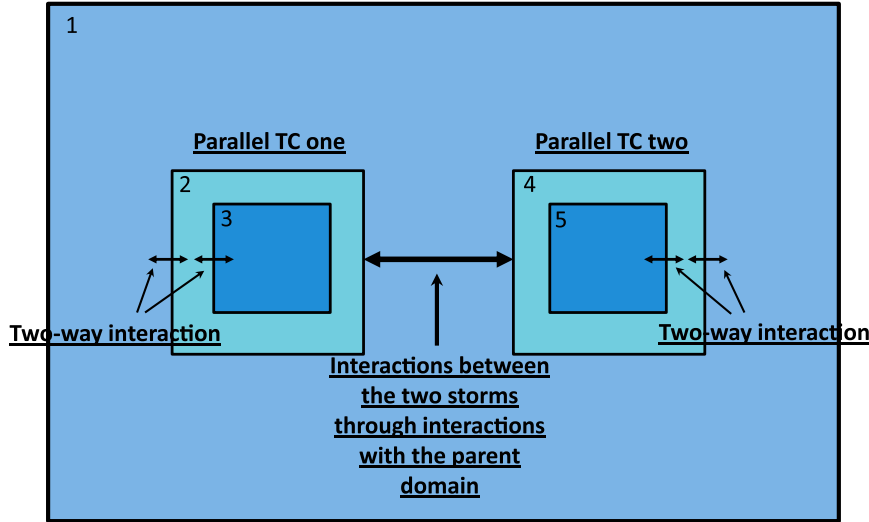 1
Parallel TC one
Parallel TC two
2
4
3
5
Two-way interaction
Two-way interaction
Interactions between
the two storms
through interactions
with the parent
domain